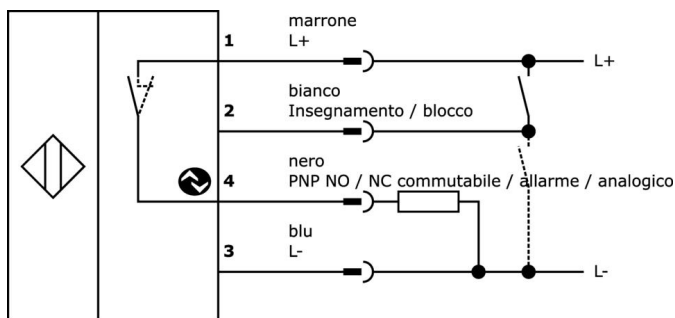 marrone
1 L+
L+
bianco
2 Insegnamento / blocco
nero
4 PNP NO / NC commutabile / allarme / analogico
blu
3 L-
L-